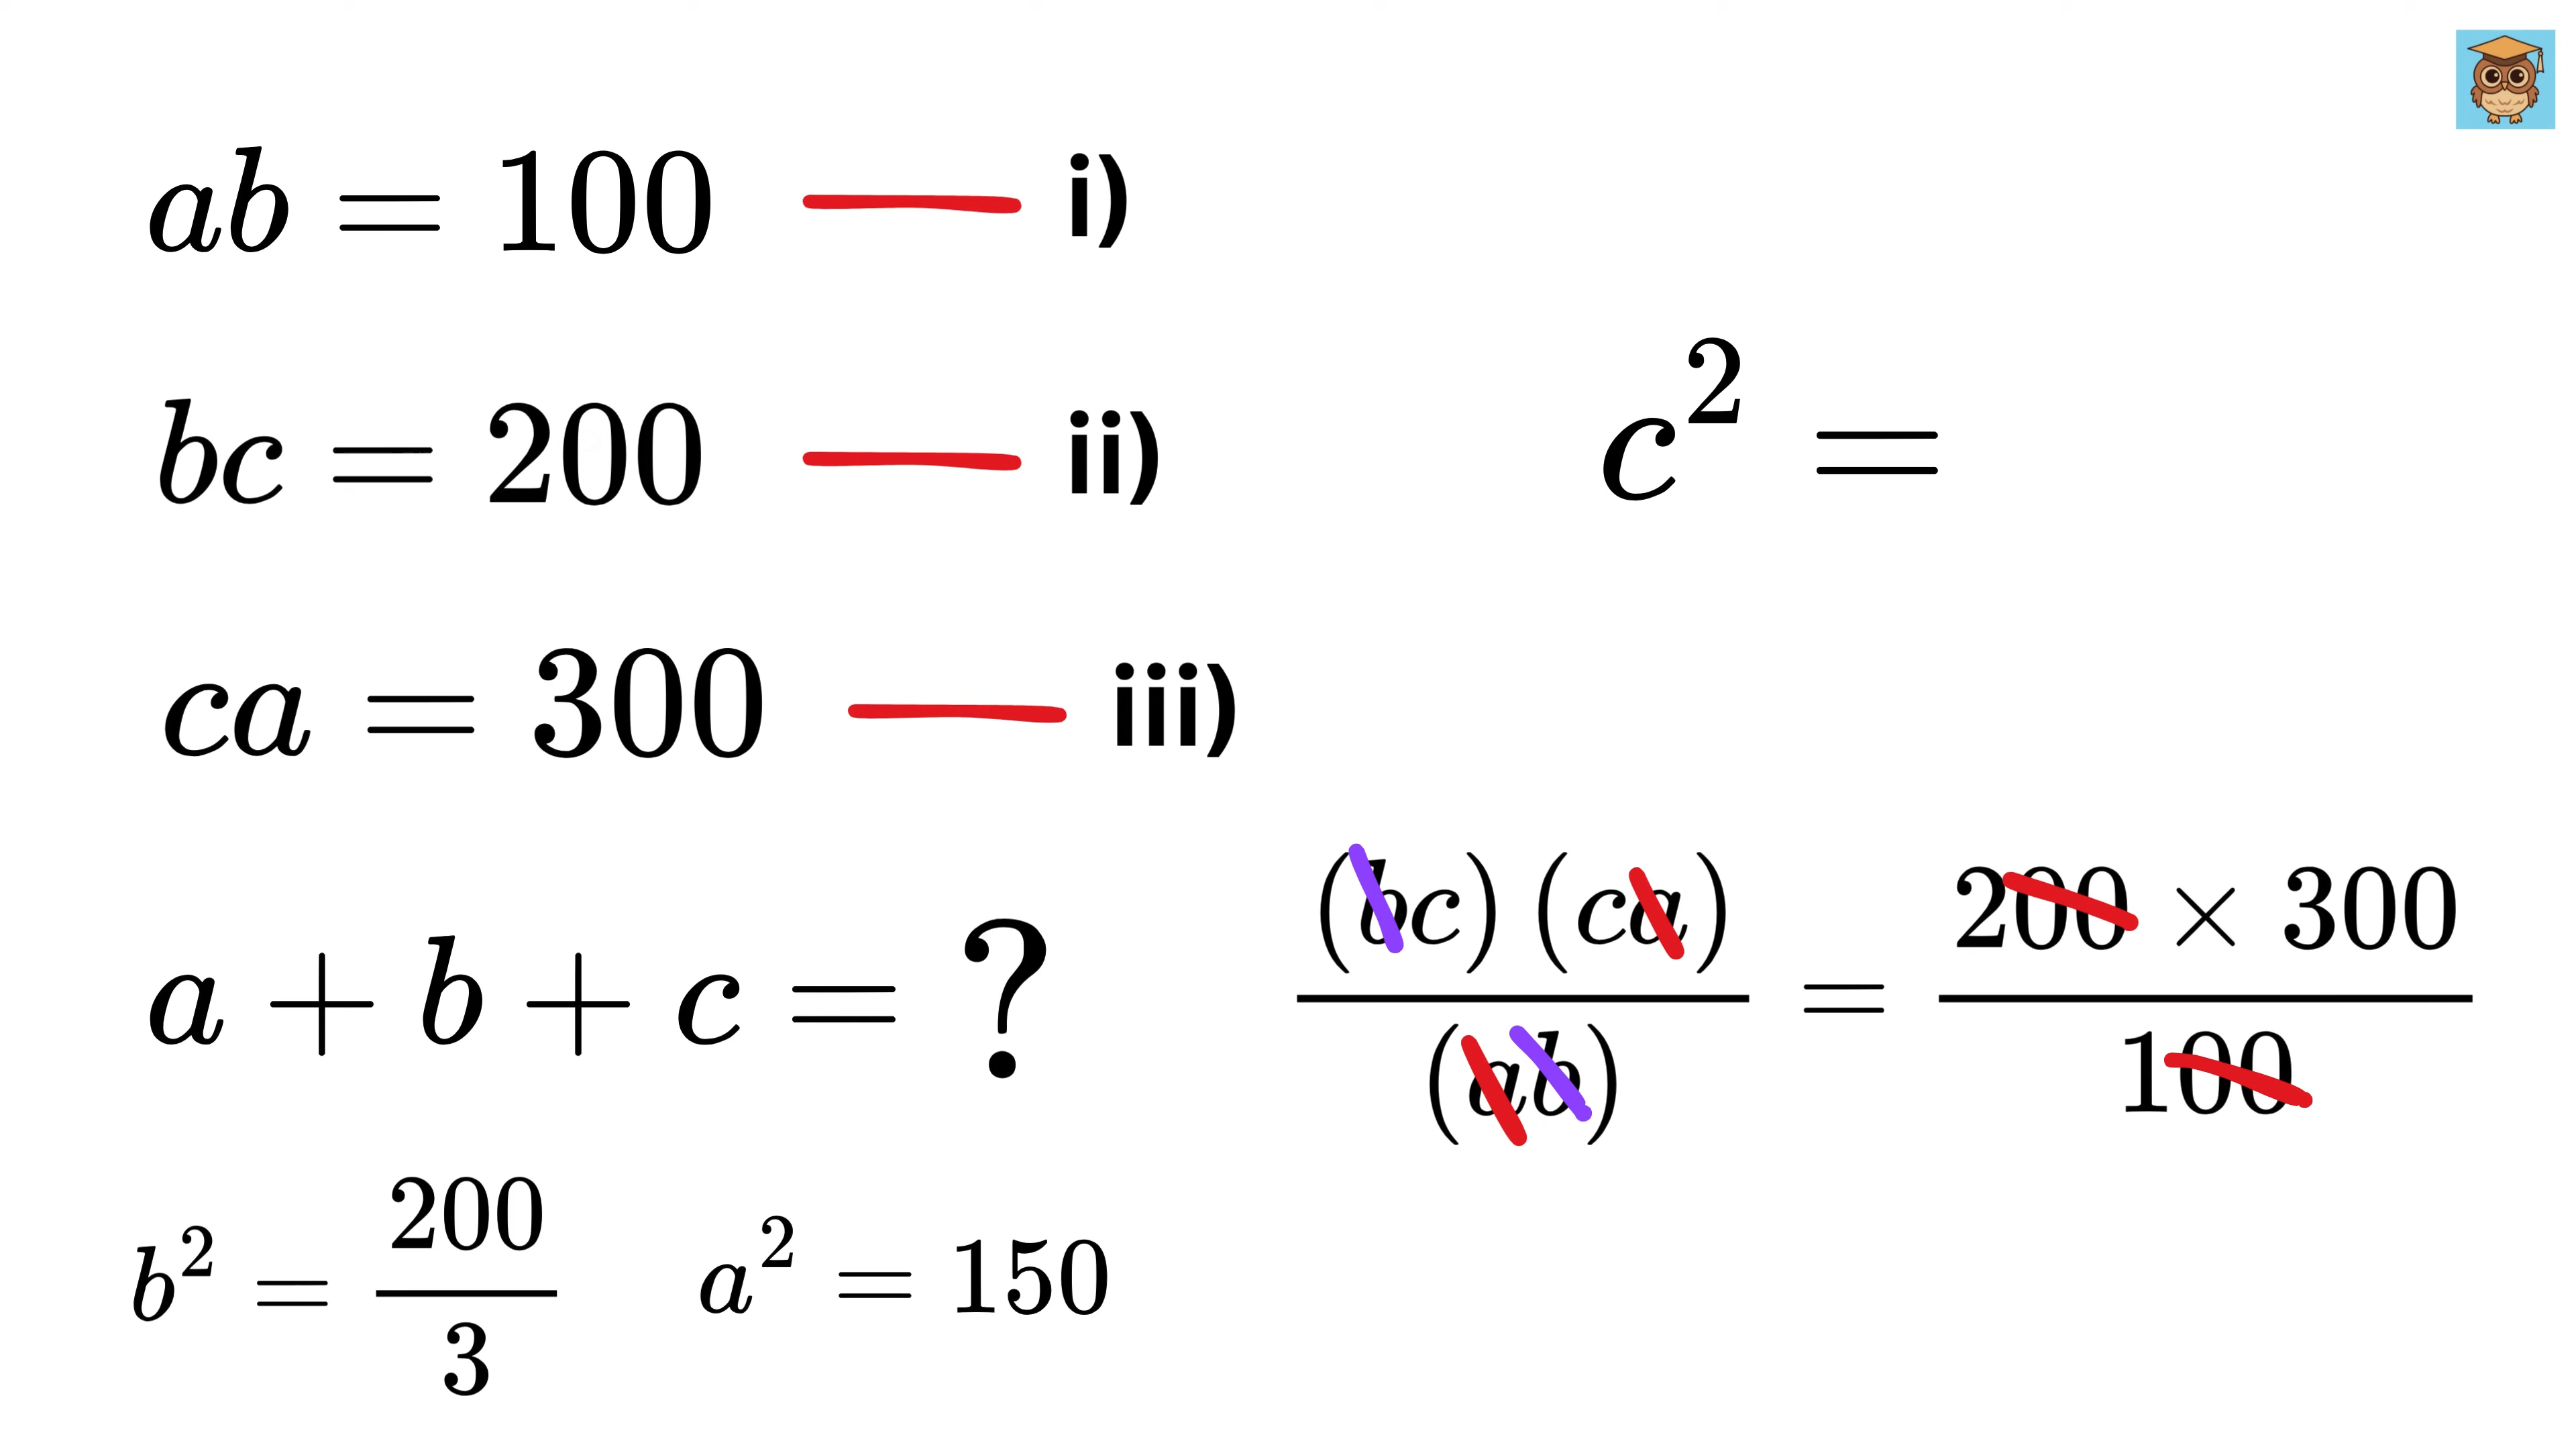 ab = 100 — i)
bc = 200 — ii)
ca = 300 — iii)
a + b + c = ?
b² = 200/3
a² = 150
c² =
(bc) (ca) / (ab) = 200 × 300 / 100